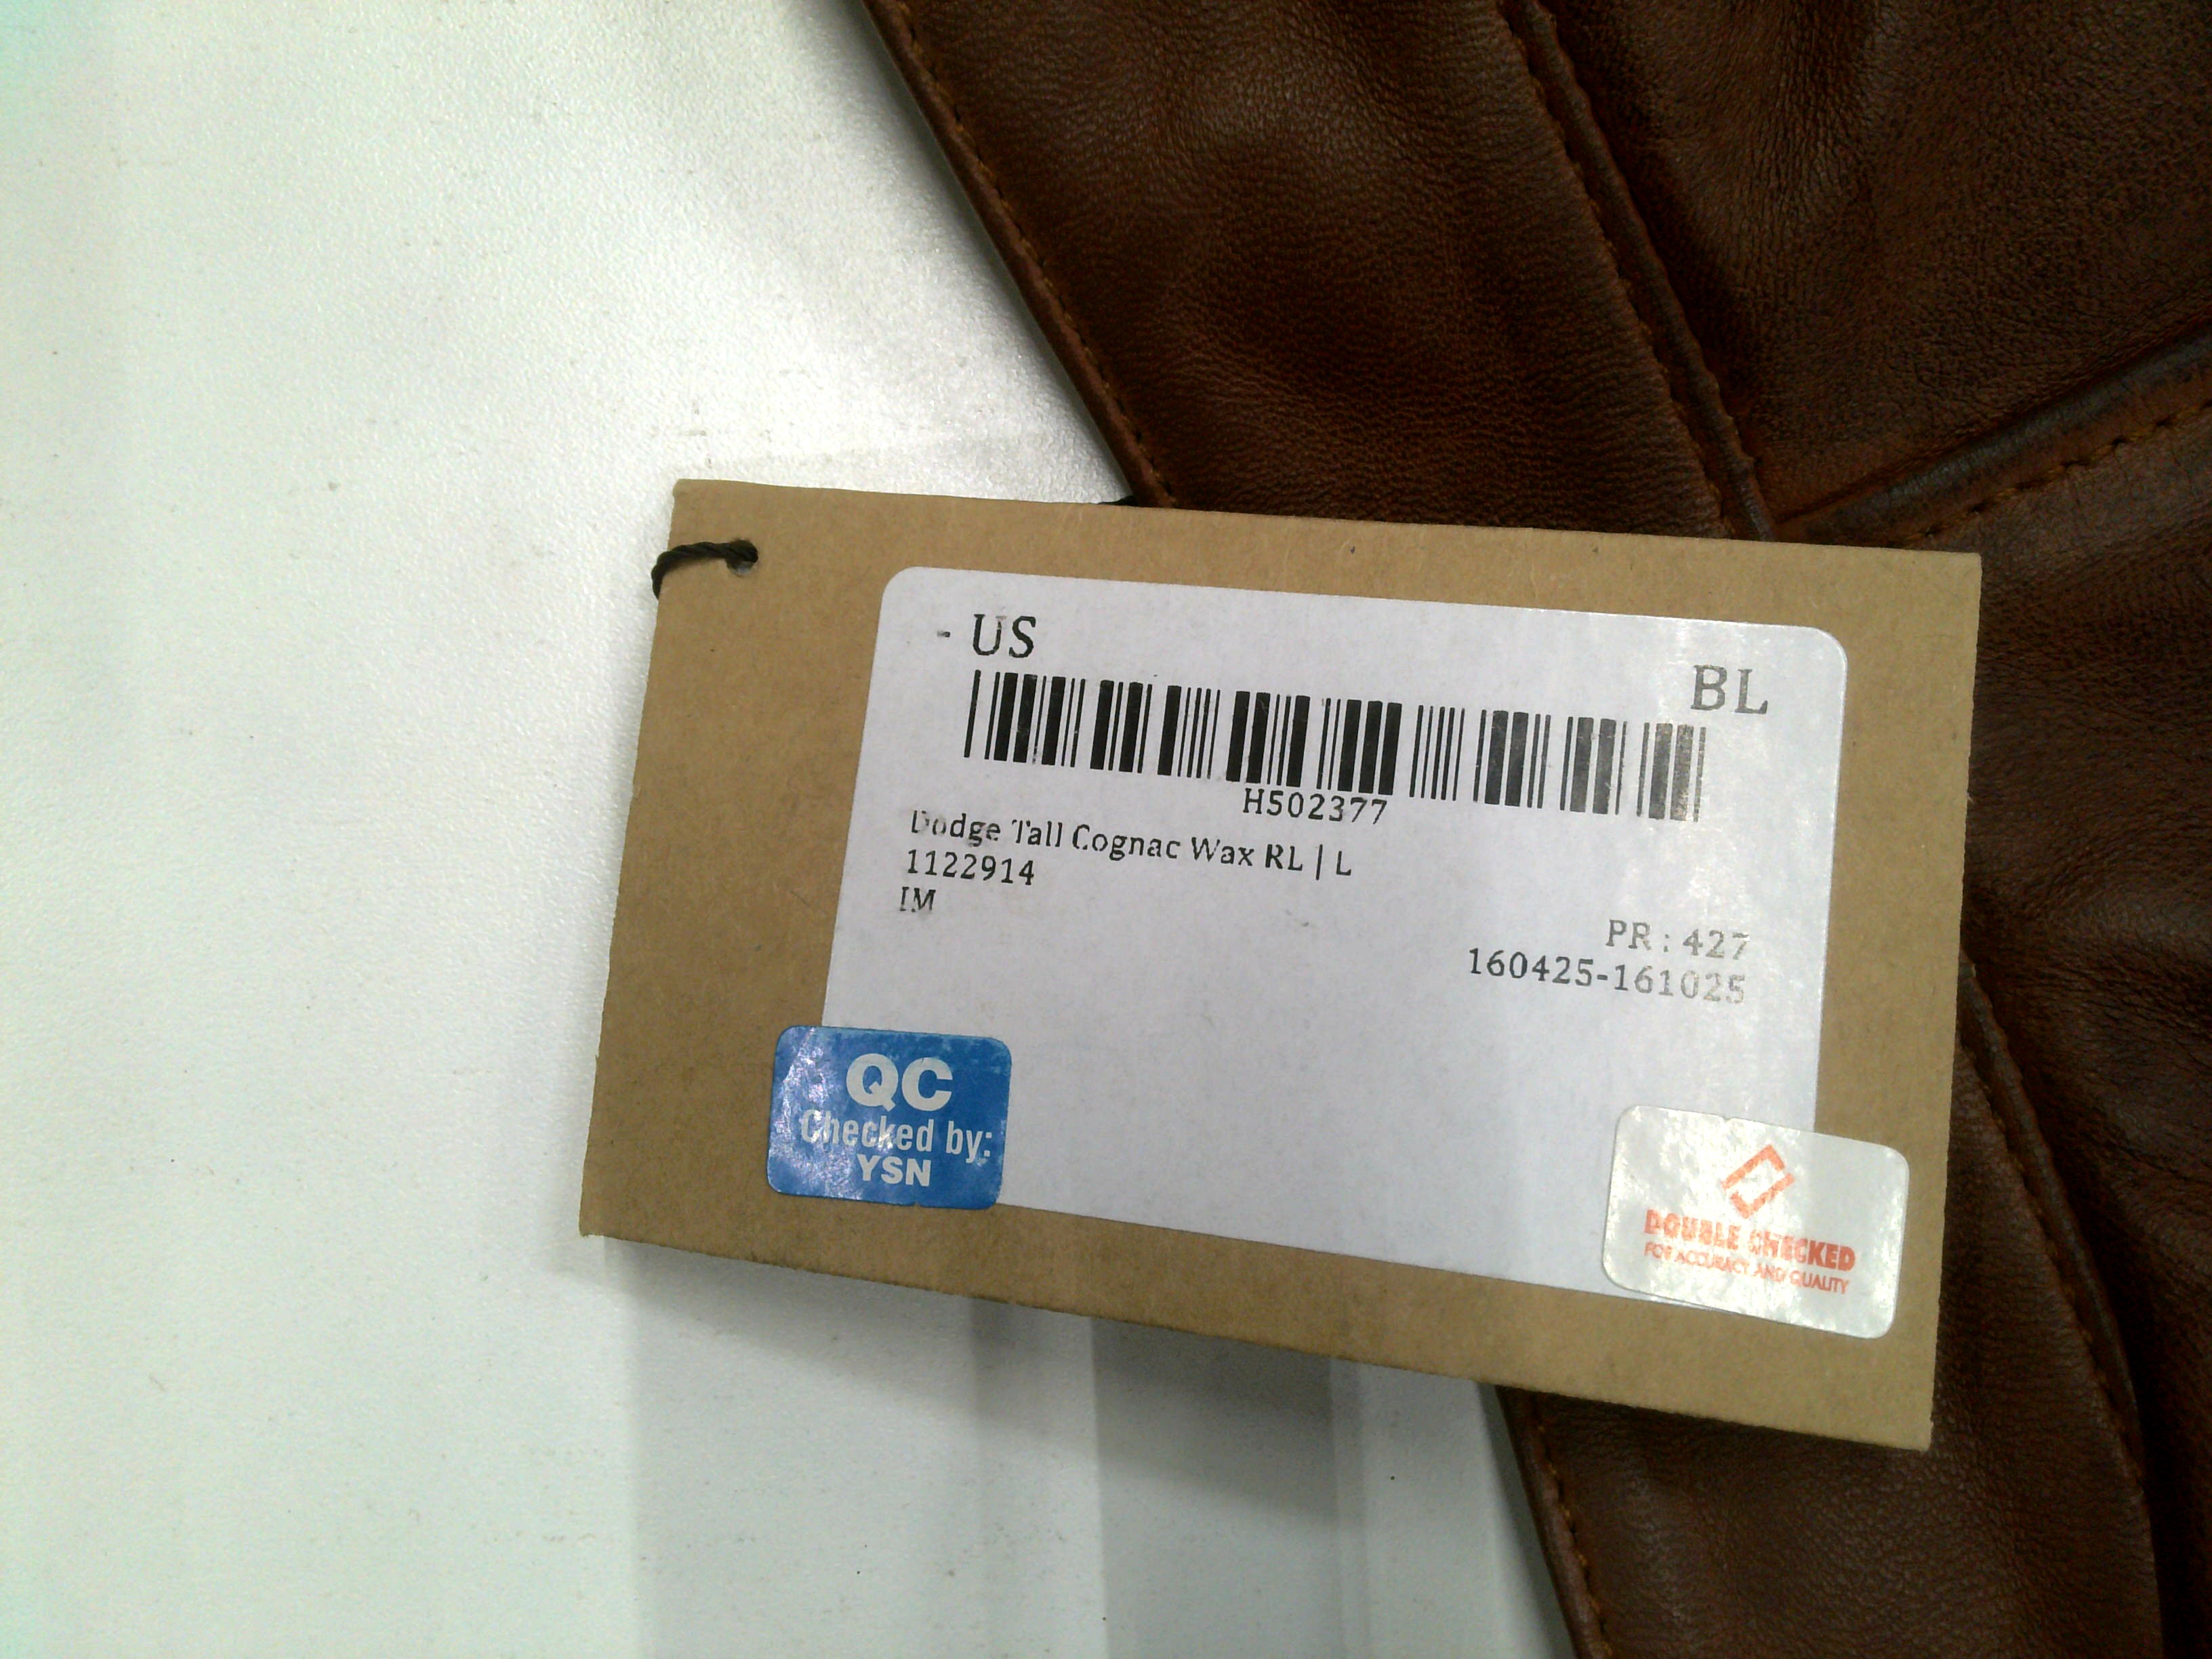 - US
BL
H502377
Dodge Tall Cognac Wax RL | L
1122914
IM
PR : 427
160425-161025
QC
Checked by:
YSN
DOUBLE CHECKED
FOR ACCURACY AND QUALITY